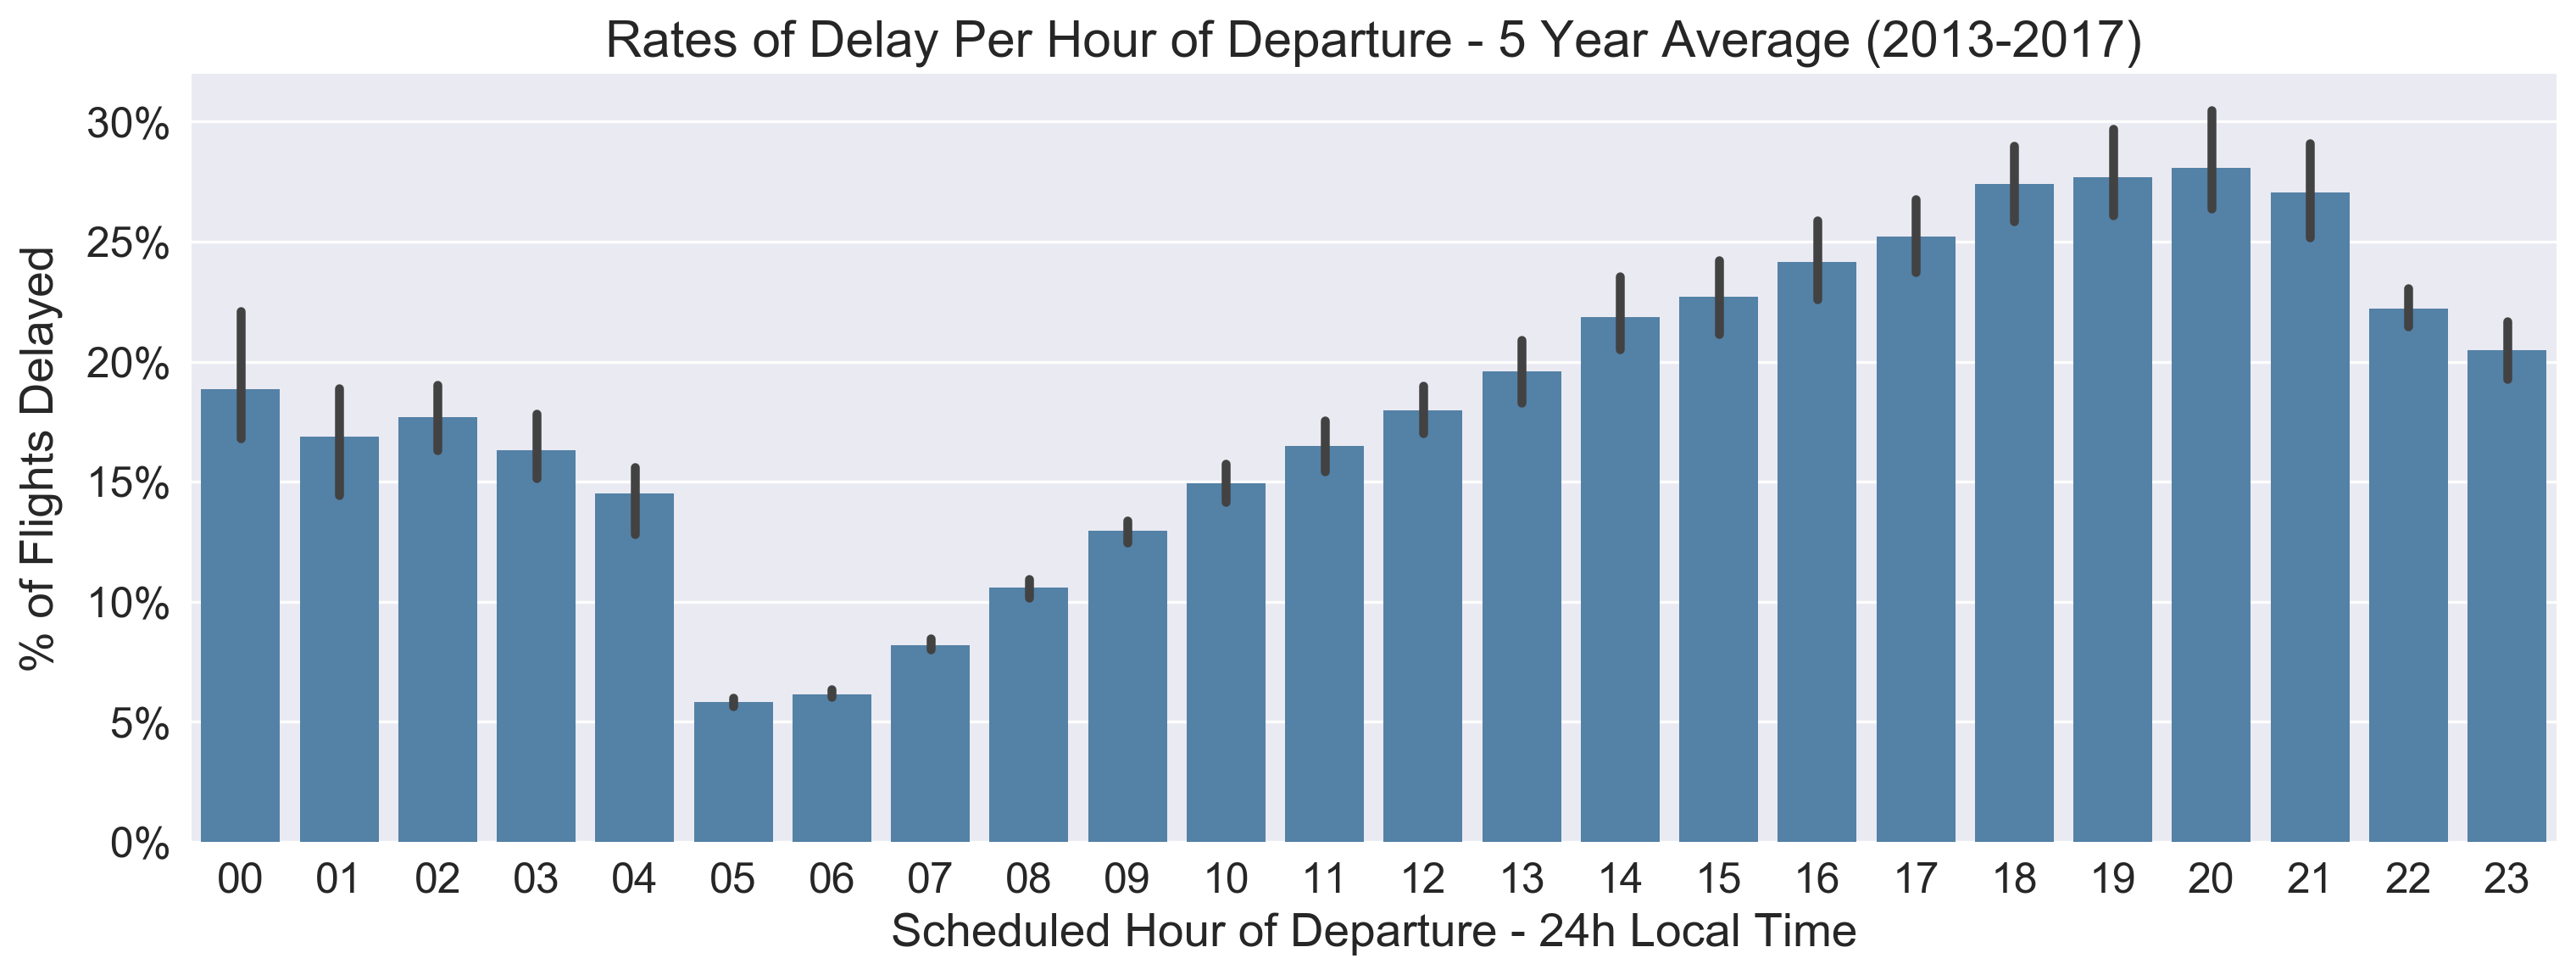 Rates of Delay Per Hour of Departure - 5 Year Average (2013-2017)
30%
25%
20%
15%
10%
5%
0%
% of Flights Delayed
00 01 02 03 04 05 06 07 08 09 10 11 12 13 14 15 16 17 18 19 20 21 22 23
Scheduled Hour of Departure - 24h Local Time